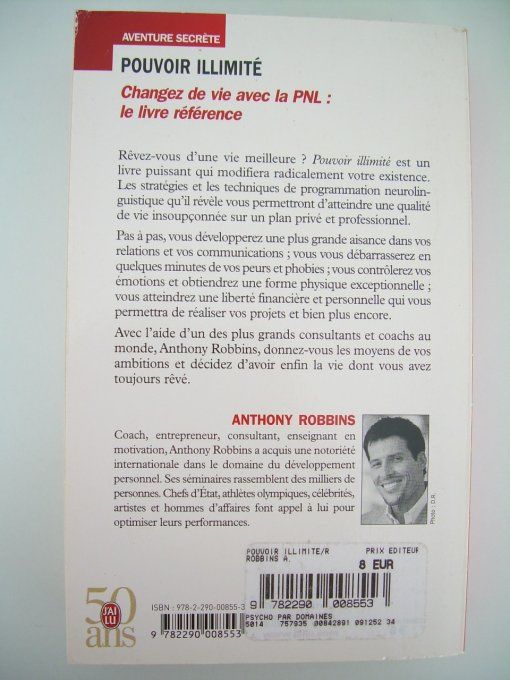 AVENTURE SECRÈTE
POUVOIR ILLIMITÉ
Changez de vie avec la PNL :
le livre référence
Rêvez-vous d'une vie meilleure ? Pouvoir illimité est un
livre puissant qui modifiera radicalement votre existence.
Les stratégies et les techniques de programmation neurolin-
guistique qu'il révèle vous permettront d'atteindre une qualité
de vie insoupçonnée sur un plan privé et professionnel.
Pas à pas, vous développerez une plus grande aisance dans vos
relations et vos communications ; vous vous débarrasserez en
quelques minutes de vos peurs et phobies ; vous contrôlerez vos
émotions et obtiendrez une forme physique exceptionnelle ;
vous atteindrez une liberté financière et personnelle qui vous
permettra de réaliser vos projets et bien plus encore.
Avec l'aide d'un des plus grands consultants et coachs au
monde, Anthony Robbins, donnez-vous les moyens de vos
ambitions et décidez d'avoir enfin la vie dont vous avez
toujours rêvé.
ANTHONY ROBBINS
Coach, entrepreneur, consultant, enseignant en
motivation, Anthony Robbins a acquis une notoriété
internationale dans le domaine du développement
personnel. Ses séminaires rassemblent des milliers de
personnes. Chefs d'État, athlètes olympiques, célébrités,
artistes et hommes d'affaires font appel à lui pour
optimiser leurs performances.
Photo : D.R.
POUVOIR ILLIMITE/R PRIX EDITEUR
ROBBINS A. 8 EUR
9 782290 008553
PSYCHO PAR DOMAINES
5014 757935 00842891 091252 34
ISBN : 978-2-290-00855-3
9 782290 008553
50
J'AI LU
ans